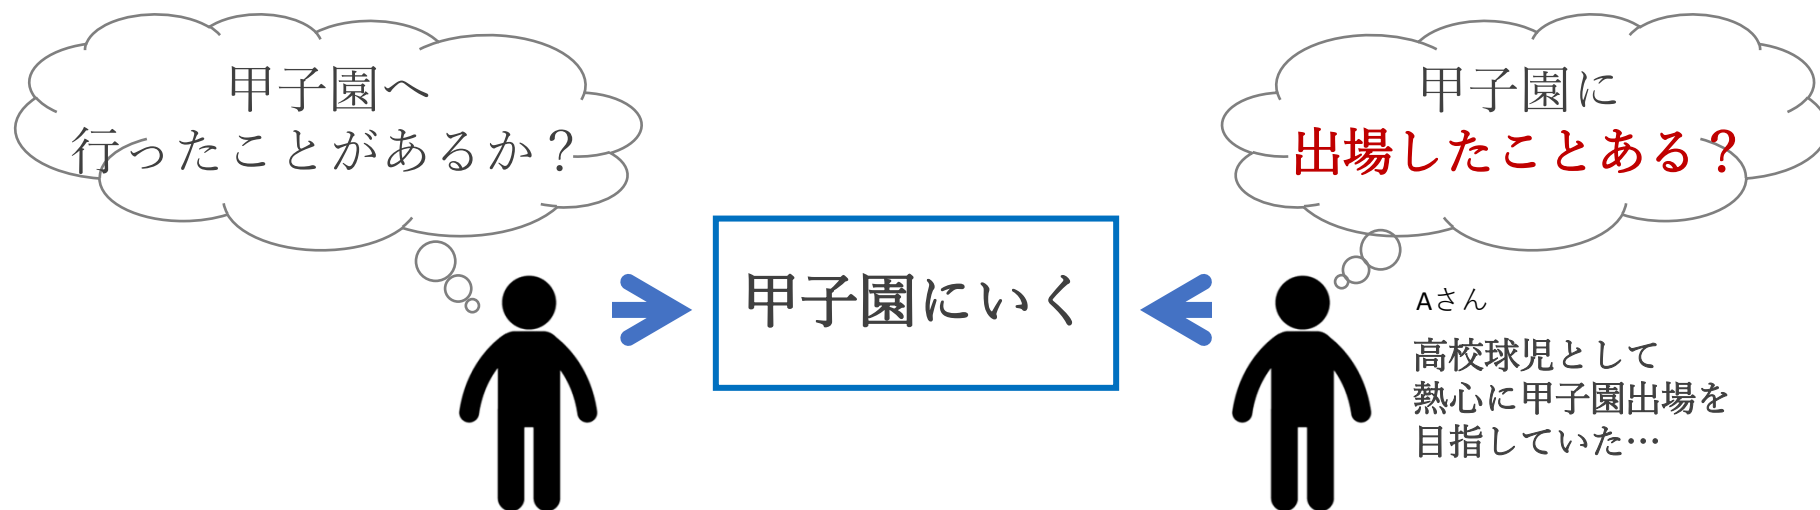 甲子園へ
行ったことがあるか？
甲子園に
出場したことある？
甲子園にいく
Aさん
高校球児として
熱心に甲子園出場を
目指していた…